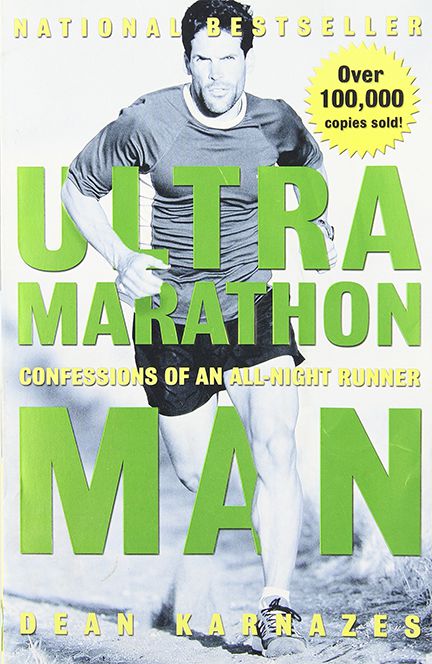 NATIONAL BESTSELLER
Over
100,000
copies sold!
ULTRA
MARATHON
CONFESSIONS OF AN ALL-NIGHT RUNNER
MAN
DEAN KARNAZES